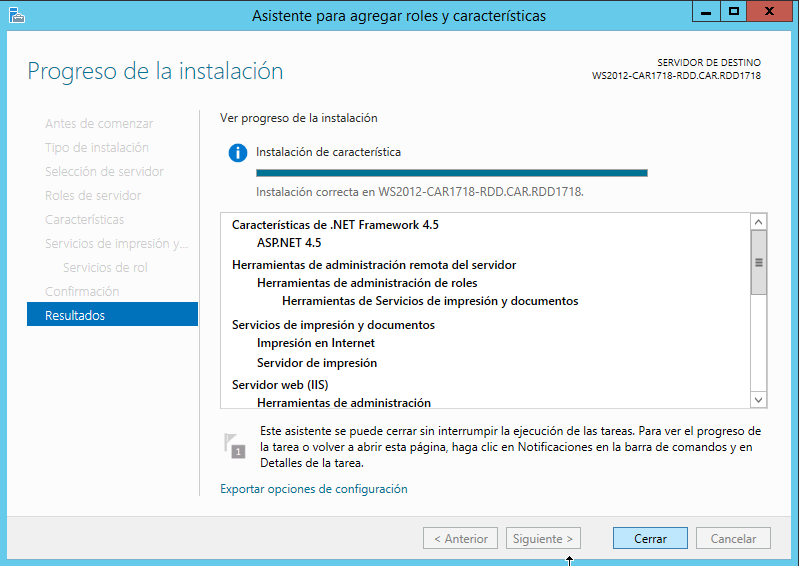 Asistente para agregar roles y características
Progreso de la instalación
SERVIDOR DE DESTINO
WS2012-CAR1718-RDD.CAR.RDD1718
Antes de comenzar
Tipo de instalación
Selección de servidor
Roles de servidor
Características
Servicios de impresión y...
Servicios de rol
Confirmación
Resultados
Ver progreso de la instalación
Instalación de característica
Instalación correcta en WS2012-CAR1718-RDD.CAR.RDD1718.
Características de .NET Framework 4.5
ASP.NET 4.5
Herramientas de administración remota del servidor
Herramientas de administración de roles
Herramientas de Servicios de impresión y documentos
Servicios de impresión y documentos
Impresión en Internet
Servidor de impresión
Servidor web (IIS)
Herramientas de administración
1
Este asistente se puede cerrar sin interrumpir la ejecución de las tareas. Para ver el progreso de
la tarea o volver a abrir esta página, haga clic en Notificaciones en la barra de comandos y en
Detalles de la tarea.
Exportar opciones de configuración
< Anterior
Siguiente >
Cerrar
Cancelar